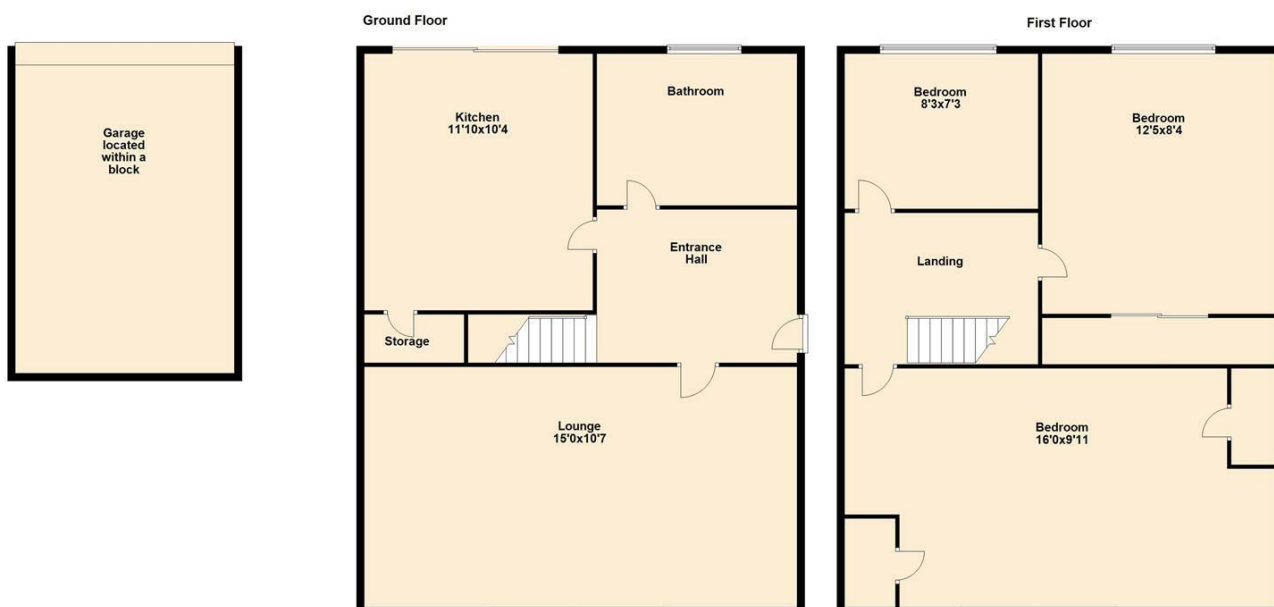 Ground Floor
First Floor
Garage
located
within a
block
Kitchen
11'10x10'4
Bathroom
Entrance
Hall
Storage
Lounge
15'0x10'7
Bedroom
8'3x7'3
Bedroom
12'5x8'4
Landing
Bedroom
16'0x9'11